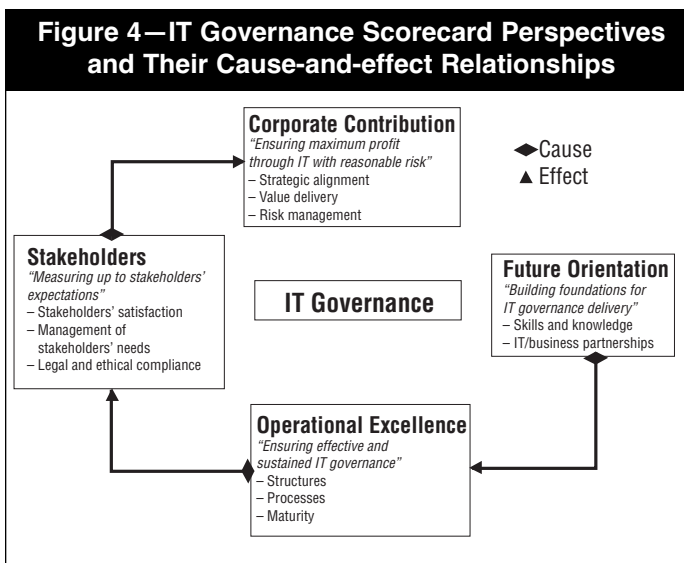 Figure 4—IT Governance Scorecard Perspectives
and Their Cause-and-effect Relationships
Corporate Contribution
“Ensuring maximum profit
through IT with reasonable risk”
– Strategic alignment
– Value delivery
– Risk management
Cause
Effect
Stakeholders
“Measuring up to stakeholders’
expectations”
– Stakeholders’ satisfaction
– Management of
stakeholders’ needs
– Legal and ethical compliance
IT Governance
Future Orientation
“Building foundations for
IT governance delivery”
– Skills and knowledge
– IT/business partnerships
Operational Excellence
“Ensuring effective and
sustained IT governance”
– Structures
– Processes
– Maturity